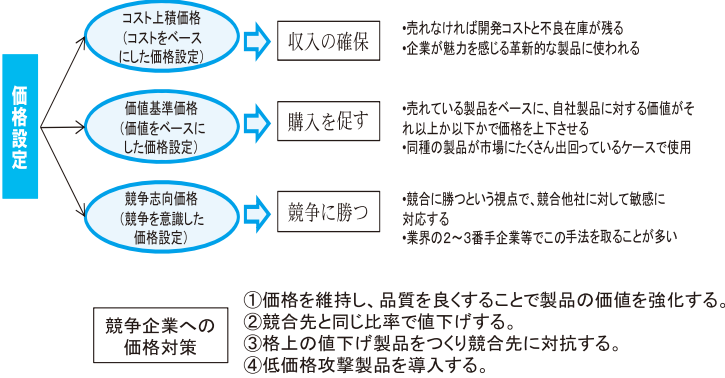 価格設定
コスト上積価格
(コストをベース
にした価格設定)
収入の確保
・売れなければ開発コストと不良在庫が残る
・企業が魅力を感じる革新的な製品に使われる
価値基準価格
(価値をベースに
した価格設定)
購入を促す
・売れている製品をベースに、自社製品に対する価値がそ
れ以上か以下かで価格を上下させる
・同種の製品が市場にたくさん出回っているケースで使用
競争志向価格
(競争を意識した
価格設定)
競争に勝つ
・競合に勝つという視点で、競合他社に対して敏感に
対応する
・業界の2～3番手企業等でこの手法を取ることが多い
競争企業への
価格対策
①価格を維持し、品質を良くすることで製品の価値を強化する。
②競合先と同じ比率で値下げする。
③格上の値下げ製品をつくり競合先に対抗する。
④低価格攻撃製品を導入する。